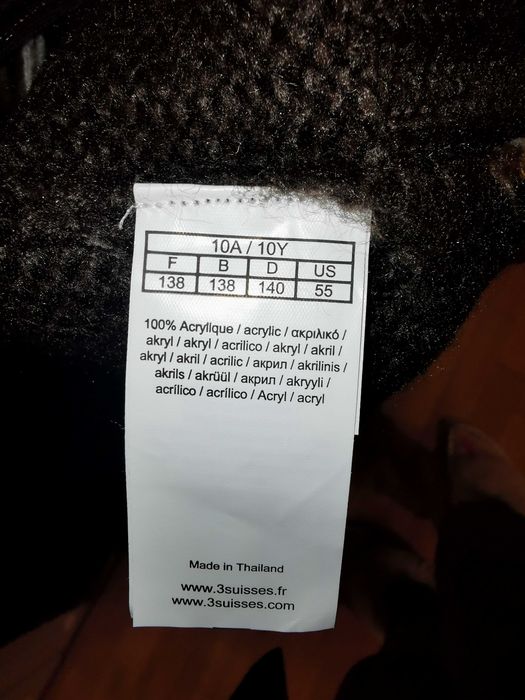 10A / 10Y
F B D US
138 138 140 55
100% Acrylique / acrylic / ακριλικό /
akryl / akryl / acrilico / akryl / akril /
akryl / akril / acrilic / акрил / akrilinis /
akrils / akrüül / акрил / akryyli /
acrílico / acrílico / Acryl / acryl
Made in Thailand
www.3suisses.fr
www.3suisses.com